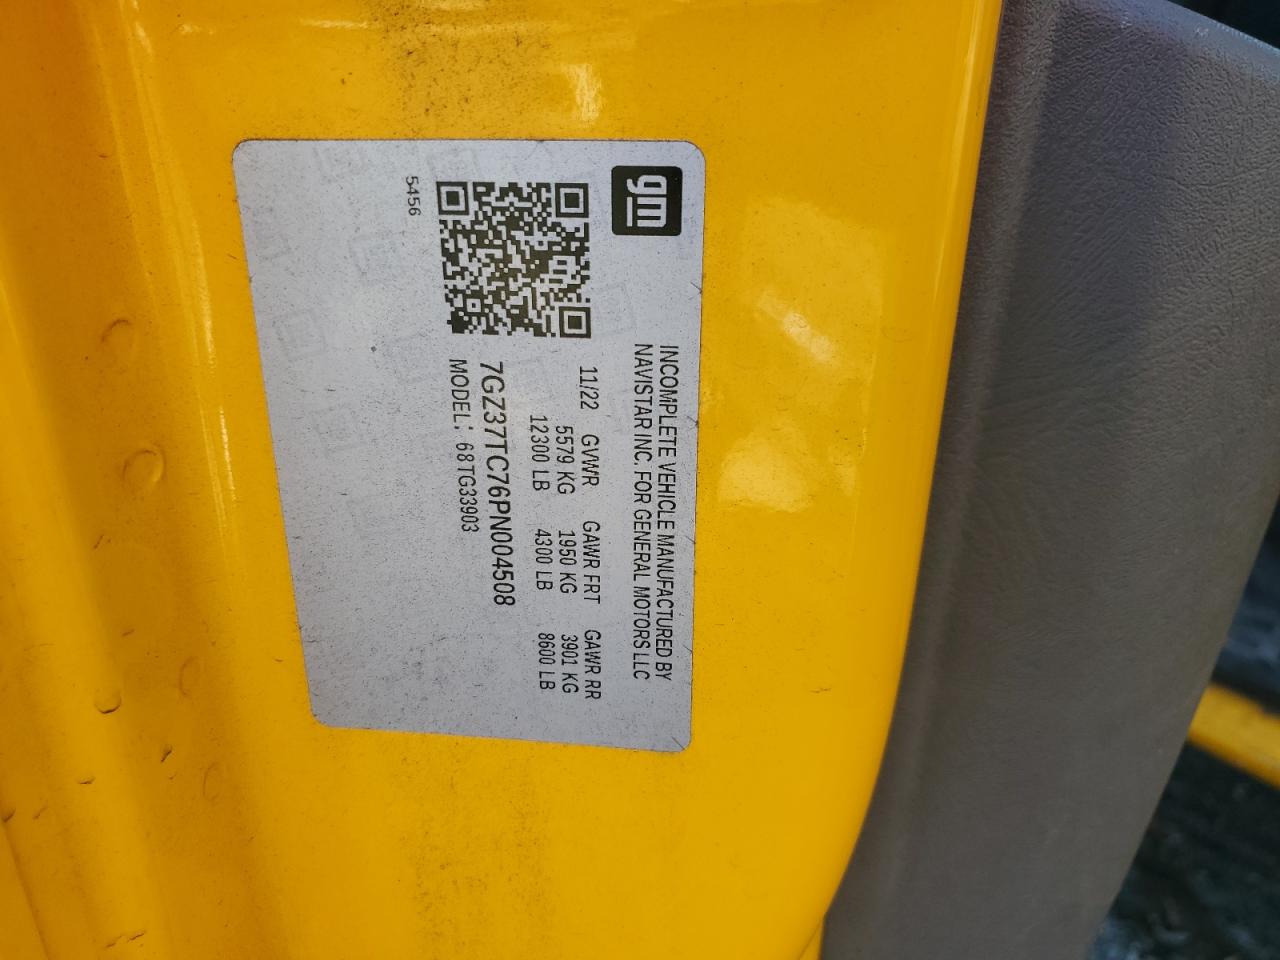 gm
INCOMPLETE VEHICLE MANUFACTURED BY
NAVISTAR INC. FOR GENERAL MOTORS LLC
11/22 GVWR GAWR FRT GAWR RR
5579 KG 1950 KG 3901 KG
12300 LB 4300 LB 8600 LB
7GZ37TC76PN004508
MODEL: 68TG33903
5456